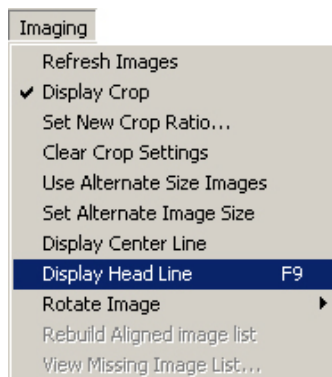 Imaging
Refresh Images
Display Crop
Set New Crop Ratio...
Clear Crop Settings
Use Alternate Size Images
Set Alternate Image Size
Display Center Line
Display Head Line F9
Rotate Image
Rebuild Aligned image list
View Missing Image List...